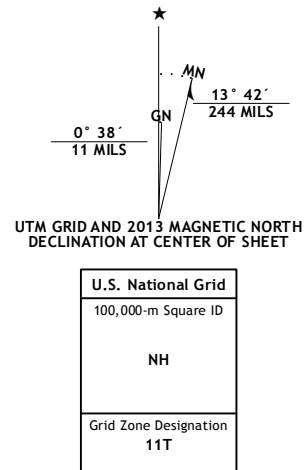 ★
MN
GN
13° 42´
244 MILS
0° 38´
11 MILS
UTM GRID AND 2013 MAGNETIC NORTH
DECLINATION AT CENTER OF SHEET
U.S. National Grid
100,000-m Square ID
NH
Grid Zone Designation
11T